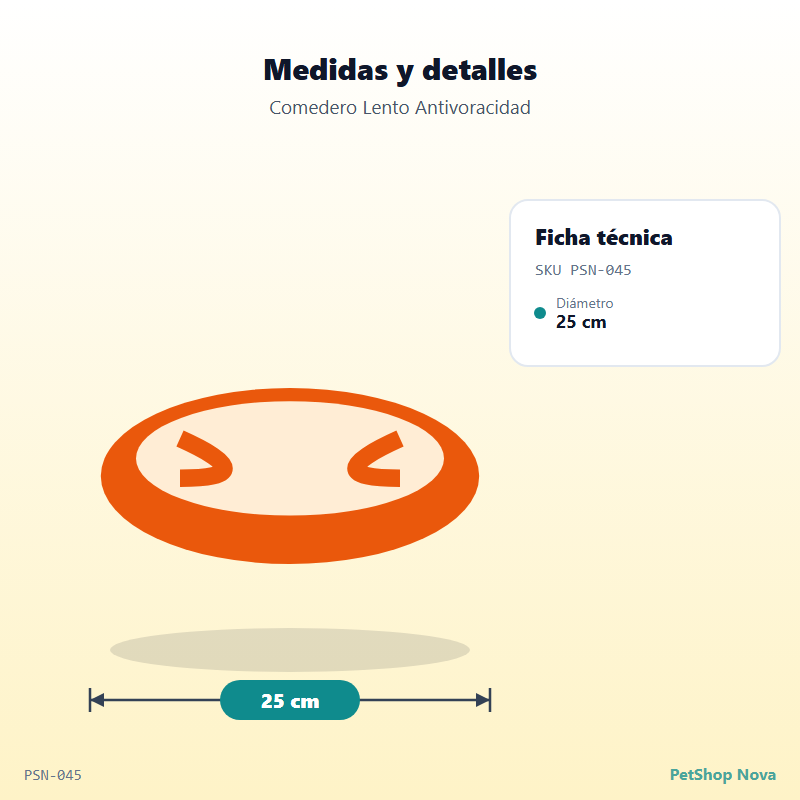 Medidas y detalles
Comedero Lento Antivoracidad
Ficha técnica
SKU PSN-045
Diámetro
25 cm
25 cm
PSN-045
PetShop Nova